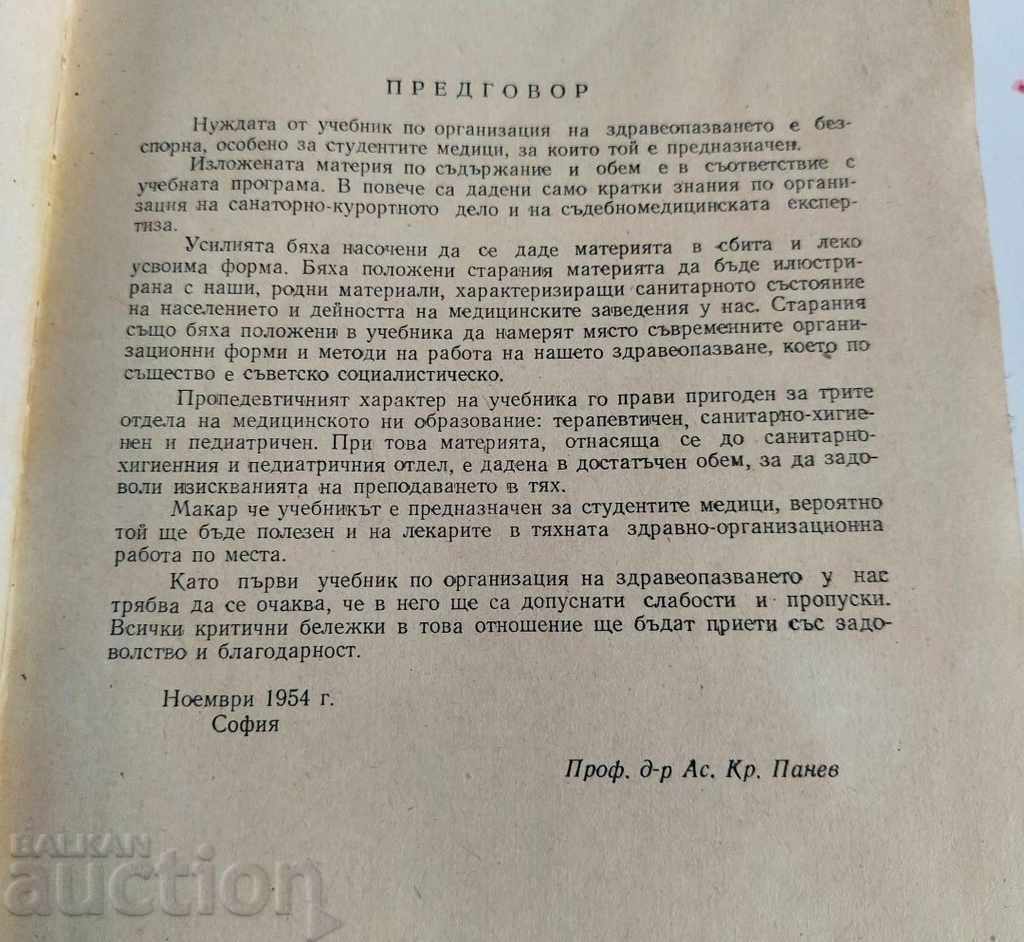 ПРЕДГОВОР
Нуждата от учебник по организация на здравеопазването е без-
спорна, особено за студентите медици, за които той е предназначен.
Изложената материя по съдържание и обем е в съответствие с
учебната програма. В повече са дадени само кратки знания по органи-
зация на санаторно-курортното дело и на съдебномедицинската експер-
тиза.
Усилията бяха насочени да се даде материята в сбита и леко
усвоима форма. Бяха положени старания материята да бъде илюстри-
рана с наши, родни материали, характеризиращи санитарното състояние
на населението и дейността на медицинските заведения у нас. Старания
също бяха положени в учебника да намерят място съвременните органи-
зационни форми и методи на работа на нашето здравеопазване, което по
същество е съветско социалистическо.
Пропедевтичният характер на учебника го прави пригоден за трите
отдела на медицинското ни образование: терапевтичен, санитарно-хигие-
нен и педиатричен. При това материята, отнасяща се до санитарно-
хигиенния и педиатричния отдел, е дадена в достатъчен обем, за да задо-
воли изискванията на преподаването в тях.
Макар че учебникът е предназначен за студентите медици, вероятно
той ще бъде полезен и на лекарите в тяхната здравно-организационна
работа по места.
Като първи учебник по организация на здравеопазването у нас
трябва да се очаква, че в него ще са допуснати слабости и пропуски.
Всички критични бележки в това отношение ще бъдат приети със задо-
волство и благодарност.
Ноември 1954 г.
София
Проф. д-р Ас. Кр. Панев
BALKAN
auction